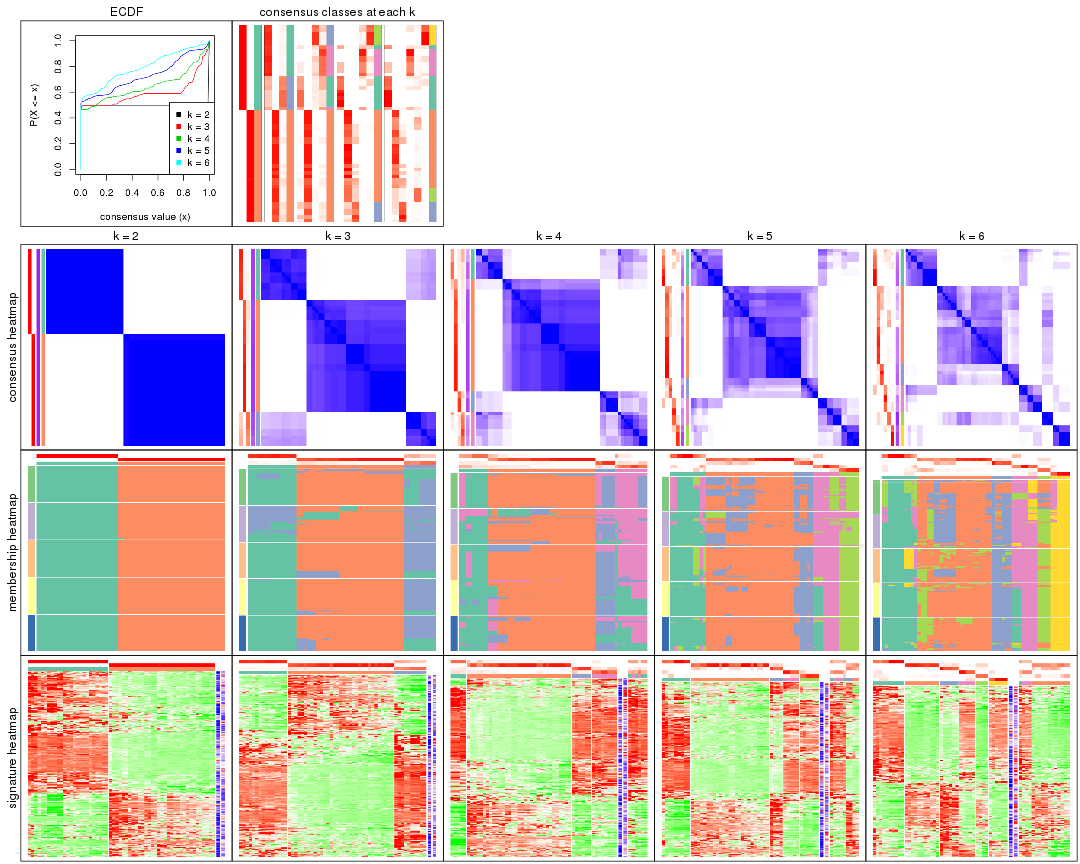 ECDF
consensus classes at each k
P(X <= x)
0.0 0.2 0.4 0.6 0.8 1.0
k = 2
k = 3
k = 4
k = 5
k = 6
0.0 0.2 0.4 0.6 0.8 1.0
consensus value (x)
k = 2
k = 3
k = 4
k = 5
k = 6
consensus heatmap
membership heatmap
signature heatmap